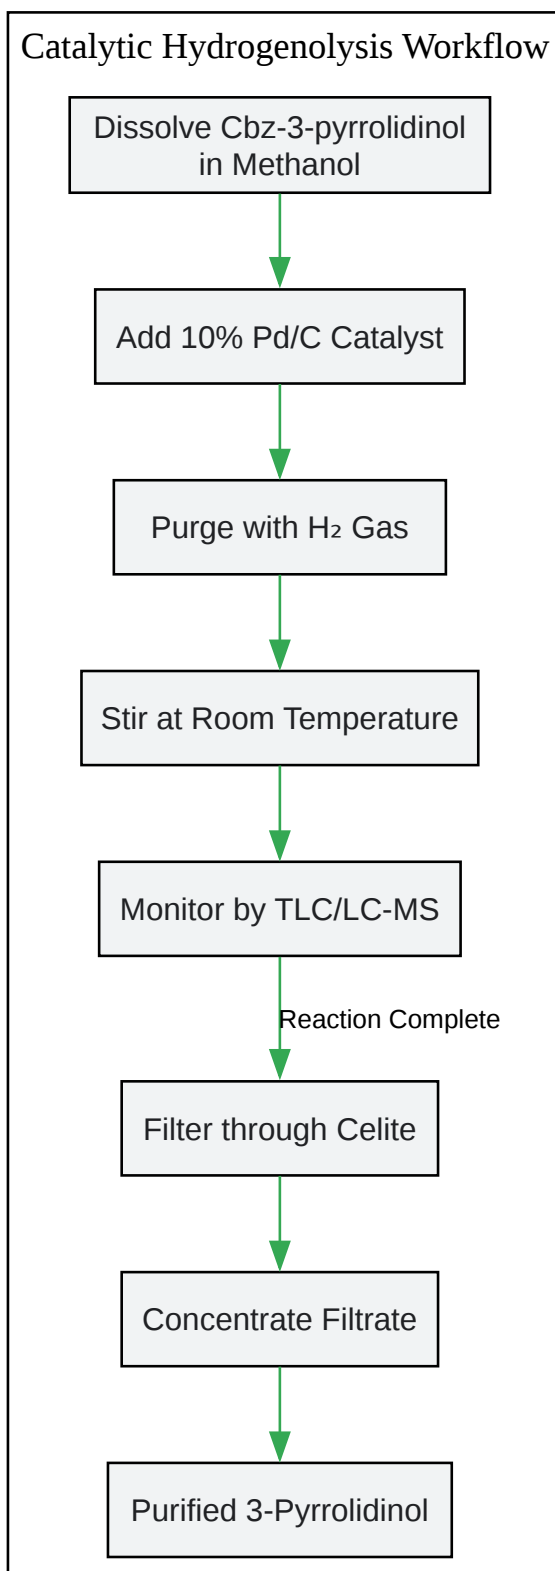 Catalytic Hydrogenolysis Workflow
Dissolve Cbz-3-pyrrolidinol
in Methanol
Add 10% Pd/C Catalyst
Purge with H₂ Gas
Stir at Room Temperature
Monitor by TLC/LC-MS
Reaction Complete
Filter through Celite
Concentrate Filtrate
Purified 3-Pyrrolidinol